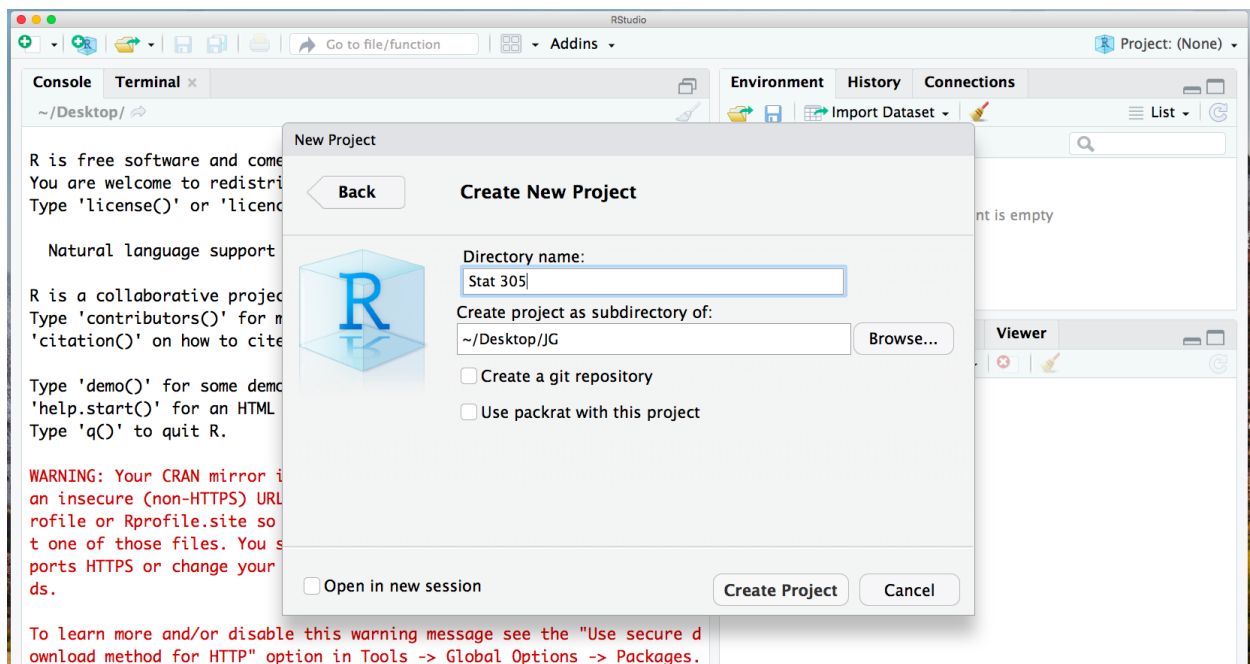 RStudio
Go to file/function
Addins
Project: (None)
Console Terminal
~/Desktop/
Environment History Connections
Import Dataset
List
R is free software and come
You are welcome to redistri
Type 'license()' or 'licenc
Natural language support
R is a collaborative projec
Type 'contributors()' for m
'citation()' on how to cite
Type 'demo()' for some demo
'help.start()' for an HTML
Type 'q()' to quit R.
WARNING: Your CRAN mirror i
an insecure (non-HTTPS) URL
rofile or Rprofile.site so
t one of those files. You s
ports HTTPS or change your
ds.
To learn more and/or disable this warning message see the "Use secure d
ownload method for HTTP" option in Tools -> Global Options -> Packages.
New Project
Back
Create New Project
R
Directory name:
Stat 305
Create project as subdirectory of:
~/Desktop/JG
Browse...
Create a git repository
Use packrat with this project
Open in new session
Create Project
Cancel
nt is empty
Viewer